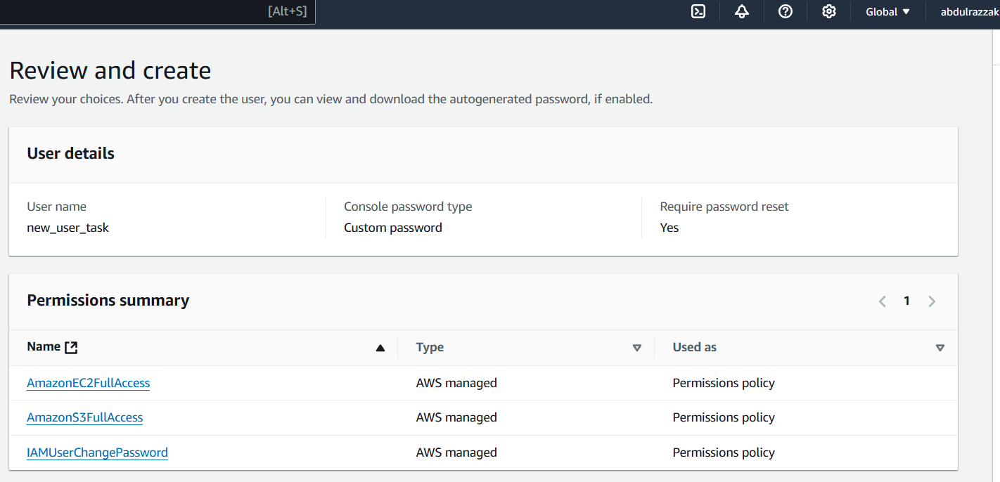 [Alt+S] Global abdulrazzak
Review and create
Review your choices. After you create the user, you can view and download the autogenerated password, if enabled.
User details
User name Console password type Require password reset
new_user_task Custom password Yes
Permissions summary 1
Name Type Used as
AmazonEC2FullAccess AWS managed Permissions policy
AmazonS3FullAccess AWS managed Permissions policy
IAMUserChangePassword AWS managed Permissions policy